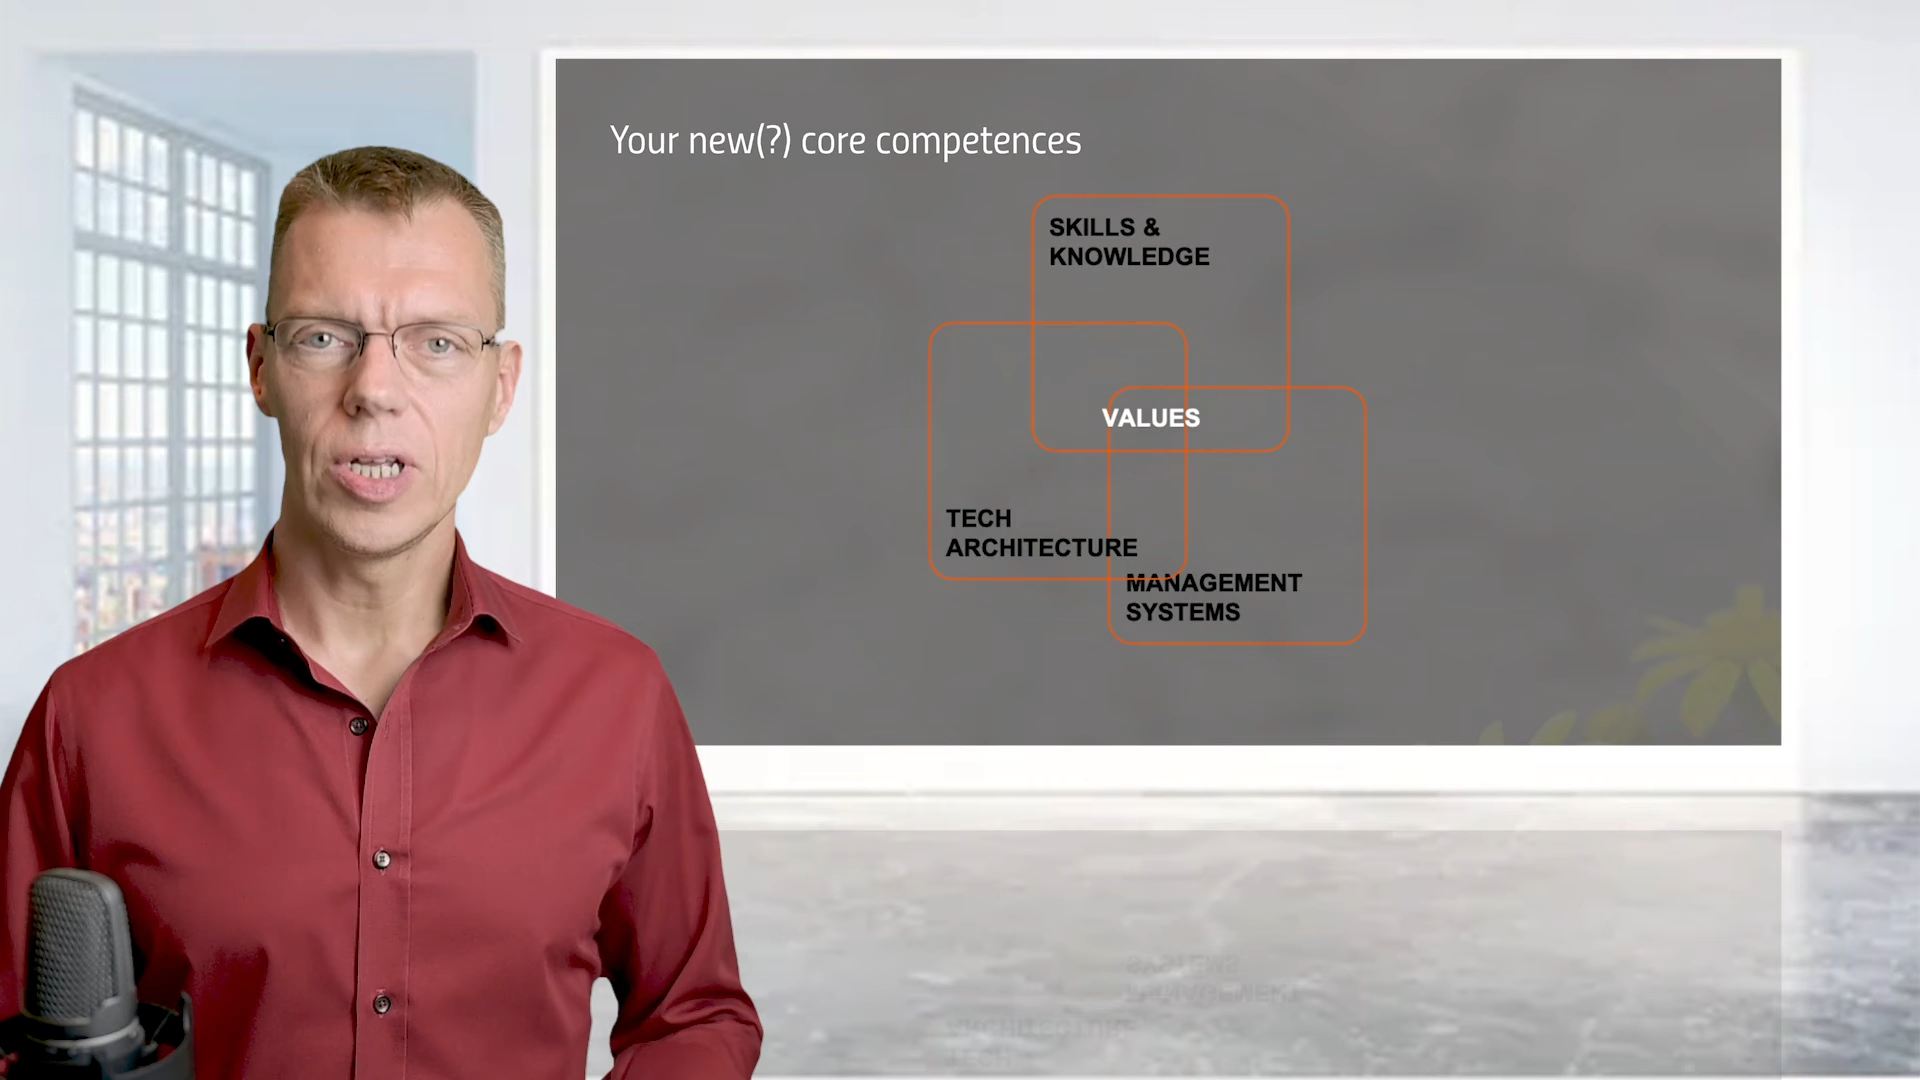 Your new(?) core competences
SKILLS &
KNOWLEDGE
VALUES
TECH
ARCHITECTURE
MANAGEMENT
SYSTEMS